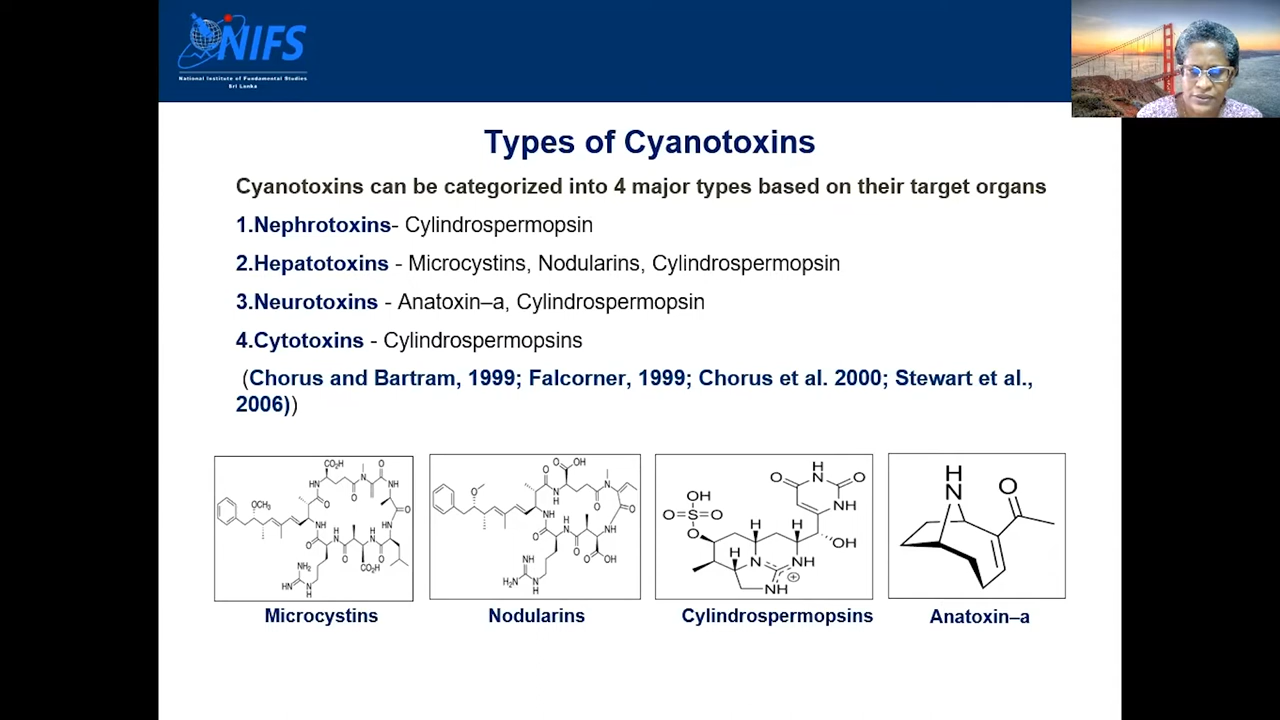 NIFS
National Institute of Fundamental Studies
Sri Lanka
Types of Cyanotoxins
Cyanotoxins can be categorized into 4 major types based on their target organs
1.Nephrotoxins- Cylindrospermopsin
2.Hepatotoxins - Microcystins, Nodularins, Cylindrospermopsin
3.Neurotoxins - Anatoxin–a, Cylindrospermopsin
4.Cytotoxins - Cylindrospermopsins
(Chorus and Bartram, 1999; Falcorner, 1999; Chorus et al. 2000; Stewart et al.,
2006))
Microcystins
Nodularins
Cylindrospermopsins
Anatoxin–a